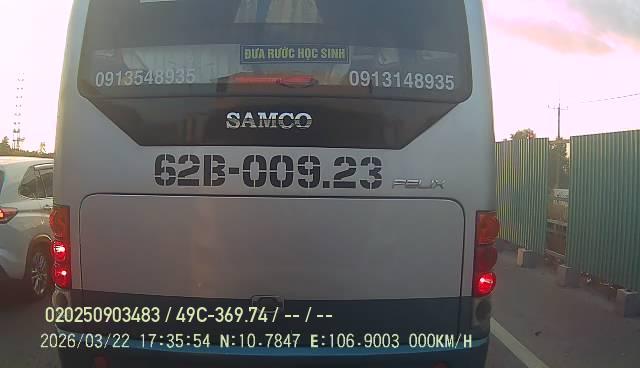 ĐƯA RƯỚC HỌC SINH
0913548935 0913148935
SAMCO
62B-009.23 FELIX
020250903483 / 49C-369.74 / -- / --
2026/03/22 17:35:54 N:10.7847 E:106.9003 000KM/H